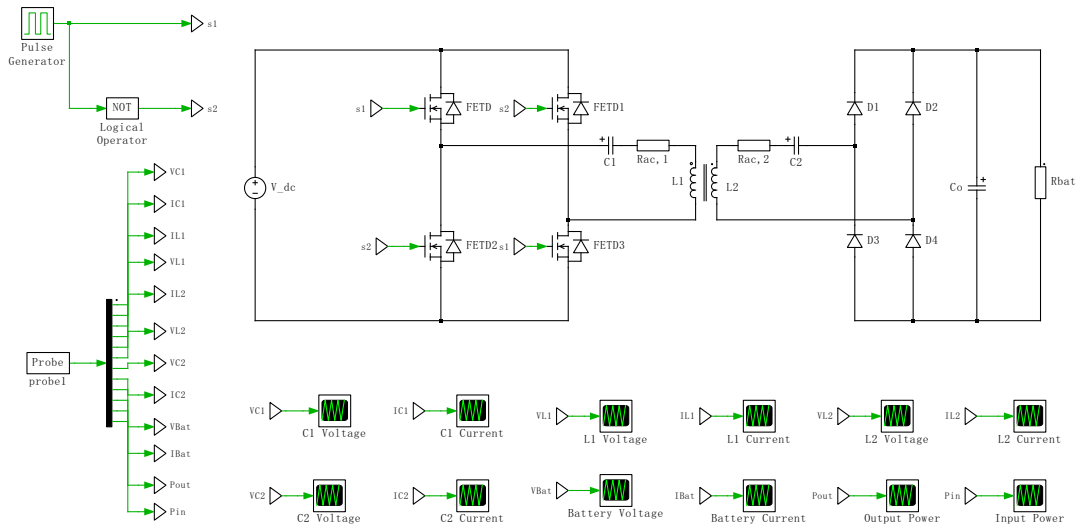 s1
Pulse
Generator
NOT
s2
Logical
Operator
s1
FETD
s2
FETD1
D1
D2
C1
Rac,1
Rac,2
C2
L1
L2
V_dc
Co
Rbat
s2
FETD2
s1
FETD3
D3
D4
VC1
IC1
IL1
VL1
IL2
VL2
Probe
probe1
VC2
IC2
VBat
IBat
Pout
Pin
VC1
C1 Voltage
IC1
C1 Current
VL1
L1 Voltage
IL1
L1 Current
VL2
L2 Voltage
IL2
L2 Current
VC2
C2 Voltage
IC2
C2 Current
VBat
Battery Voltage
IBat
Battery Current
Pout
Output Power
Pin
Input Power